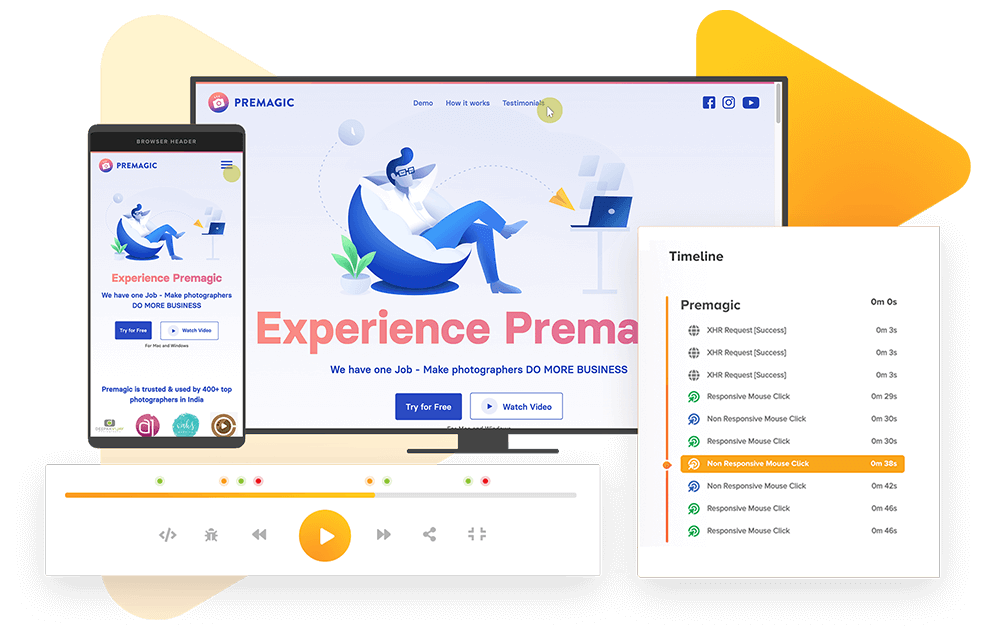 PREMAGIC
Demo How it works Testimonials
Experience Prema
We have one Job - Make photographers DO MORE BUSINESS
Try for Free
Watch Video
For Mac and Windows
BROWSER HEADER
PREMAGIC
Experience Premagic
We have one Job - Make photographers
DO MORE BUSINESS
Try for Free
Watch Video
For Mac and Windows
Premagic is trusted & used by 400+ top
photographers in India
Timeline
Premagic 0m 0s
XHR Request [Success] 0m 3s
XHR Request [Success] 0m 3s
XHR Request [Success] 0m 3s
Responsive Mouse Click 0m 29s
Non Responsive Mouse Click 0m 30s
Responsive Mouse Click 0m 30s
Non Responsive Mouse Click 0m 38s
Non Responsive Mouse Click 0m 42s
Responsive Mouse Click 0m 46s
Responsive Mouse Click 0m 46s